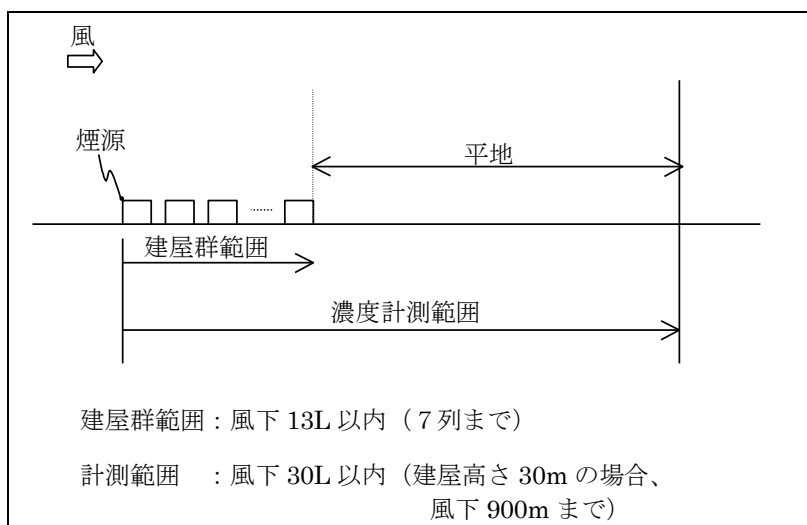 風
煙源
平地
建屋群範囲
濃度計測範囲
建屋群範囲：風下 13L 以内（７列まで）
計測範囲　：風下 30L 以内（建屋高さ 30m の場合、
風下 900m まで）